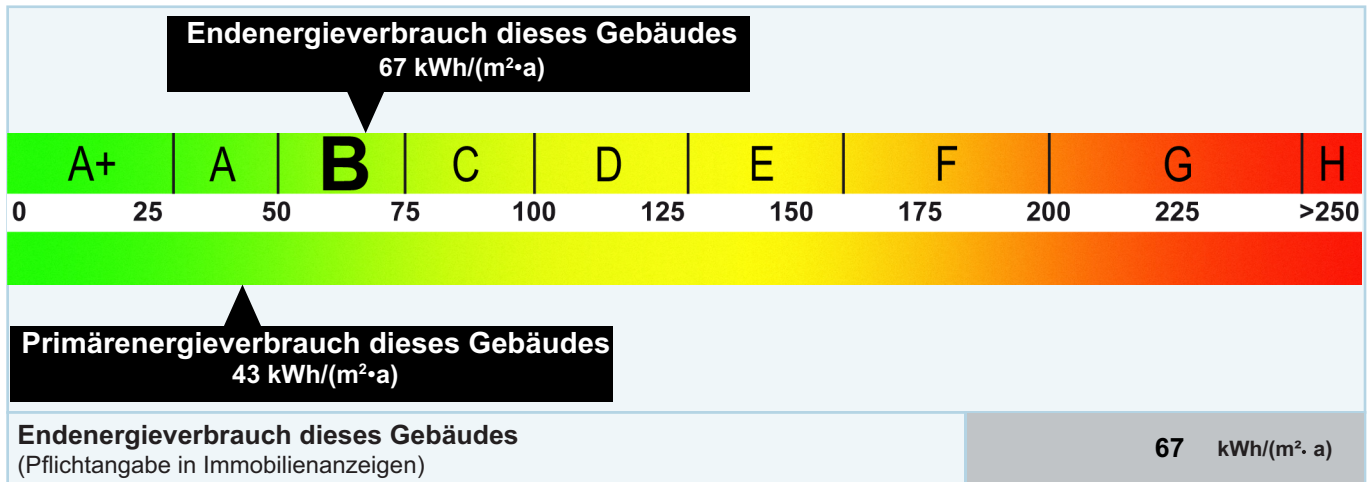 Endenergieverbrauch dieses Gebäudes
67 kWh/(m²•a)
A+ A B C D E F G H
0 25 50 75 100 125 150 175 200 225 >250
Primärenergieverbrauch dieses Gebäudes
43 kWh/(m²•a)
Endenergieverbrauch dieses Gebäudes
(Pflichtangabe in Immobilienanzeigen)
67 kWh/(m²· a)